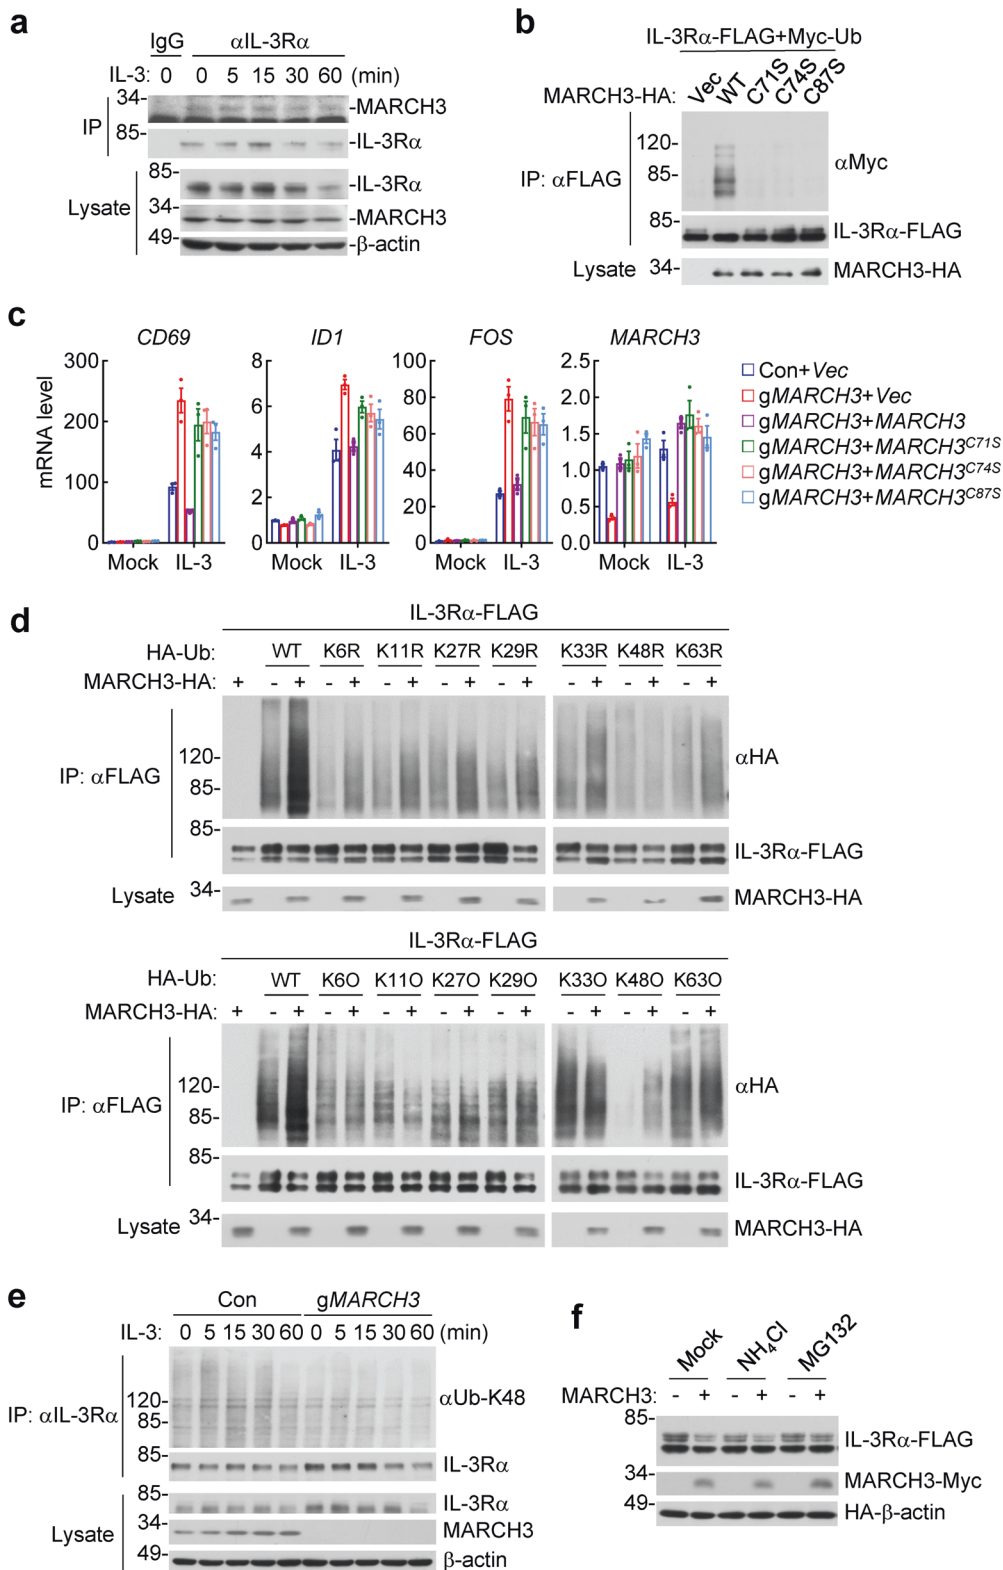 a
IgG αIL-3Rα
IL-3: 0 0 5 15 30 60 (min)
IP
34-
-MARCH3
85-
-IL-3Rα
Lysate
85-
-IL-3Rα
34-
-MARCH3
49-
-β-actin
b
IL-3Rα-FLAG+Myc-Ub
MARCH3-HA: Vec WT C71S C74S C87S
IP: αFLAG
120-
85-
αMyc
85-
IL-3Rα-FLAG
Lysate 34- MARCH3-HA
c
CD69 ID1 FOS MARCH3
mRNA level
300
200
100
0
Mock IL-3
8
6
4
2
0
Mock IL-3
100
80
60
40
20
0
Mock IL-3
2.5
2.0
1.5
1.0
0.5
0.0
Mock IL-3
Con+Vec
gMARCH3+Vec
gMARCH3+MARCH3
gMARCH3+MARCH3C71S
gMARCH3+MARCH3C74S
gMARCH3+MARCH3C87S
d
IL-3Rα-FLAG
HA-Ub: WT K6R K11R K27R K29R K33R K48R K63R
MARCH3-HA: + - + - + - + - + - + - + - + - +
IP: αFLAG
120-
85-
αHA
85-
IL-3Rα-FLAG
Lysate 34- MARCH3-HA
IL-3Rα-FLAG
HA-Ub: WT K6O K11O K27O K29O K33O K48O K63O
MARCH3-HA: + - + - + - + - + - + - + - + - +
IP: αFLAG
120-
85-
αHA
85-
IL-3Rα-FLAG
Lysate 34- MARCH3-HA
e
Con gMARCH3
IL-3: 0 5 15 30 60 0 5 15 30 60 (min)
IP: αIL-3Rα
120-
85-
αUb-K48
85-
IL-3Rα
Lysate
85-
IL-3Rα
34-
MARCH3
49-
β-actin
f
Mock NH4Cl MG132
MARCH3: - + - + - +
85-
IL-3Rα-FLAG
34-
MARCH3-Myc
49-
HA-β-actin